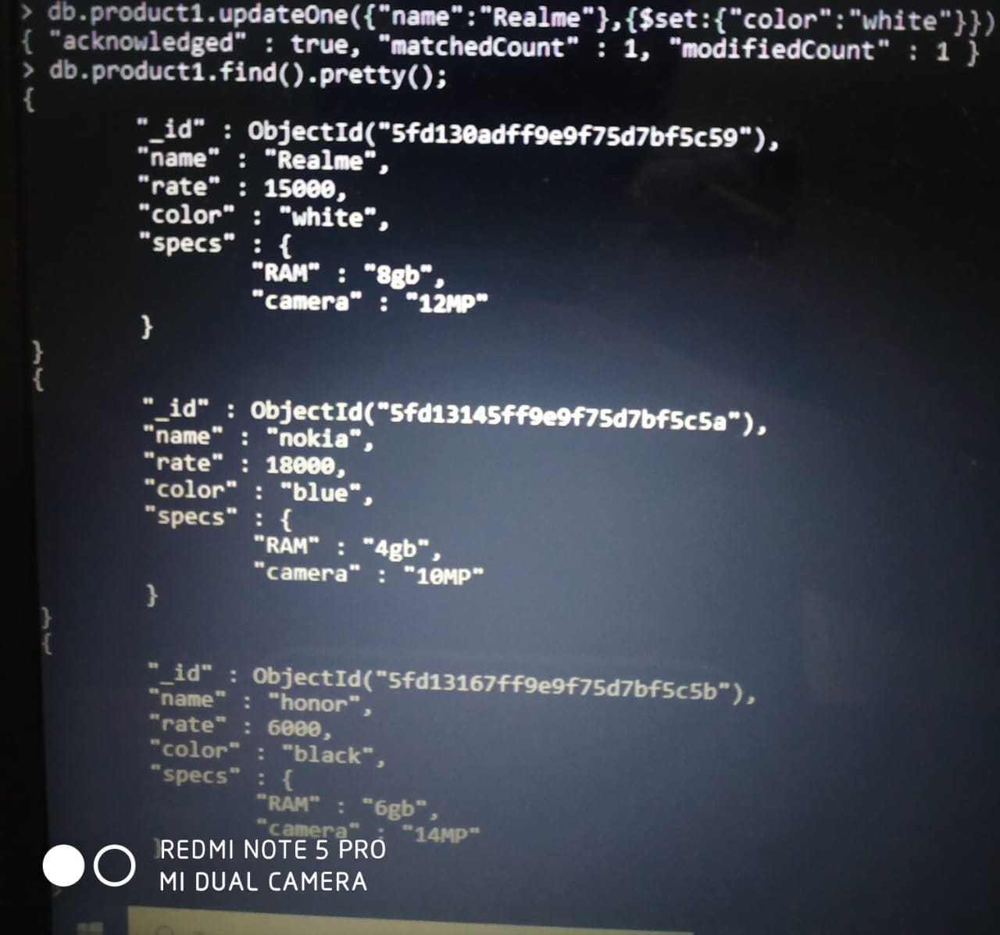 > db.product1.updateOne({"name":"Realme"},{$set:{"color":"white"}})
{ "acknowledged" : true, "matchedCount" : 1, "modifiedCount" : 1 }
> db.product1.find().pretty();
{
"_id" : ObjectId("5fd130adff9e9f75d7bf5c59"),
"name" : "Realme",
"rate" : 15000,
"color" : "white",
"specs" : {
"RAM" : "8gb",
"camera" : "12MP"
}
}
{
"_id" : ObjectId("5fd13145ff9e9f75d7bf5c5a"),
"name" : "nokia",
"rate" : 18000,
"color" : "blue",
"specs" : {
"RAM" : "4gb",
"camera" : "10MP"
}
}
{
"_id" : ObjectId("5fd13167ff9e9f75d7bf5c5b"),
"name" : "honor",
"rate" : 6000,
"color" : "black",
"specs" : {
"RAM" : "6gb",
"camera" : "14MP"
}
REDMI NOTE 5 PRO
MI DUAL CAMERA
>